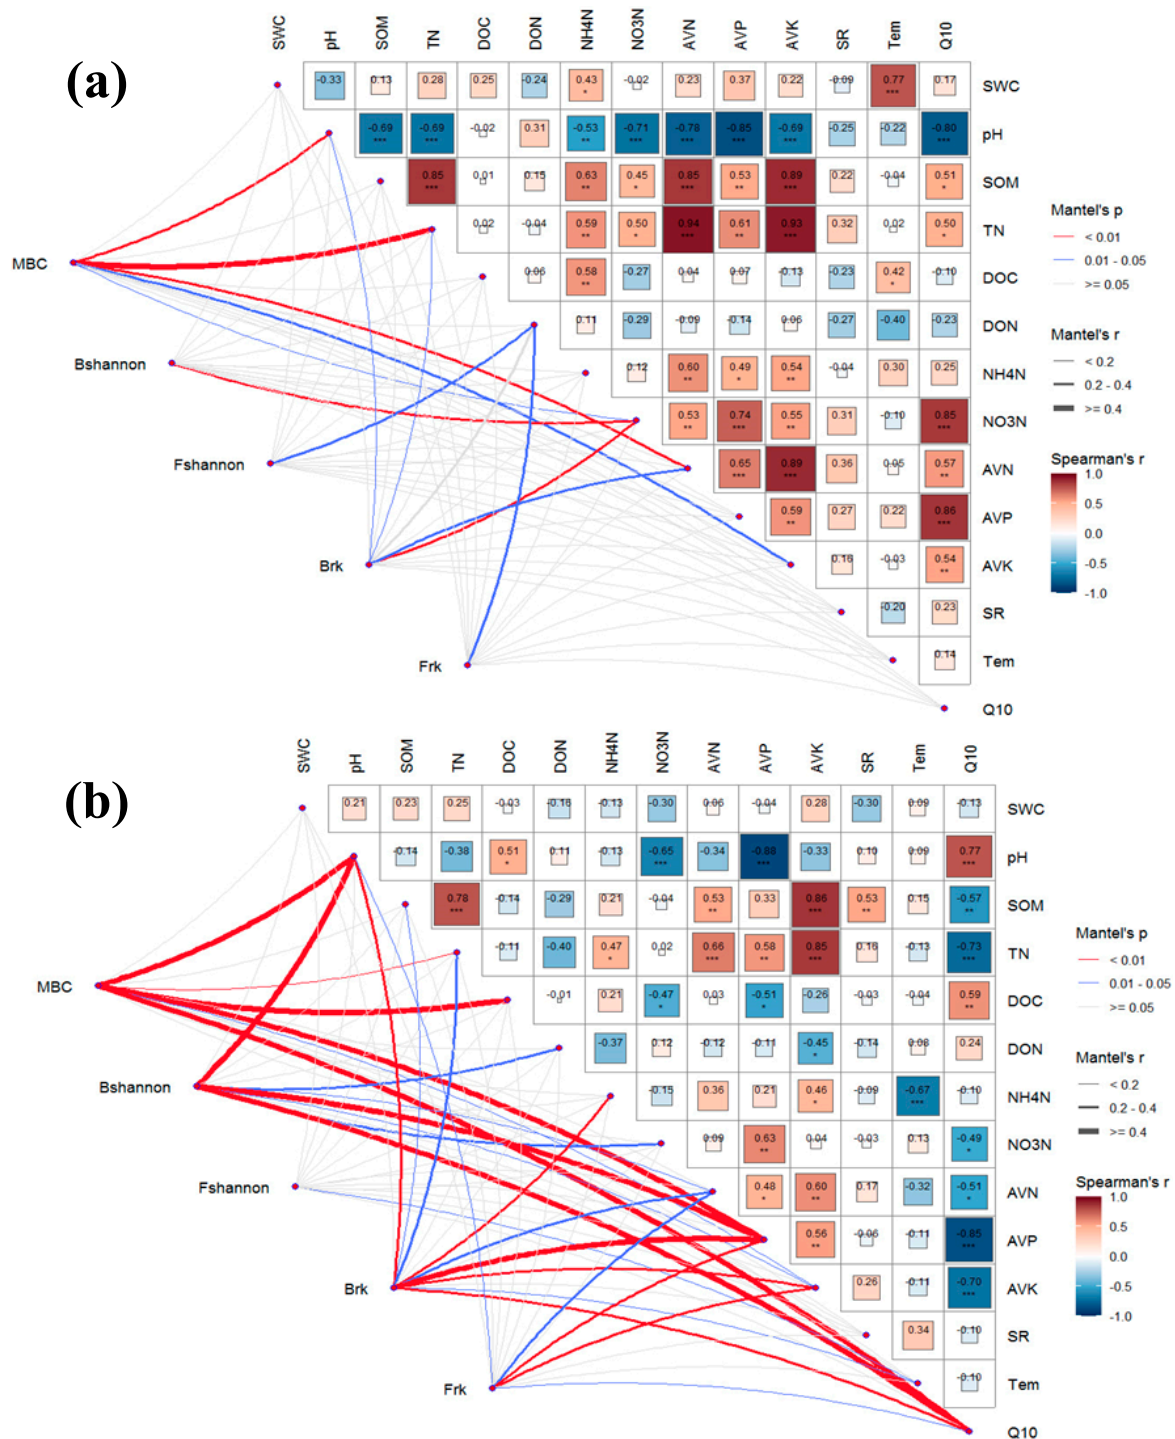 (a)
SWC pH SOM TN DOC DON NH4N NO3N AVN AVP AVK SR Tem Q10
-0.33 0.13 0.28 0.25 -0.24 0.43 -0.02 0.23 0.37 0.22 -0.09 0.77 0.17 SWC
* ***
-0.69 -0.69 -0.02 0.31 -0.53 -0.71 -0.78 -0.85 -0.69 -0.25 -0.22 -0.80 pH
*** *** ** *** *** *** *** ***
0.85 0.01 0.15 0.63 0.45 0.85 0.53 0.89 0.22 -0.04 0.51 SOM
*** ** * *** ** *** *
0.02 -0.04 0.59 0.50 0.94 0.61 0.93 0.32 0.02 0.50 TN
** * *** ** *** *
0.06 0.58 -0.27 0.04 0.07 -0.13 -0.23 0.42 -0.10 DOC
** *
0.11 -0.29 -0.09 -0.14 0.06 -0.27 -0.40 -0.23 DON
0.12 0.60 0.49 0.54 -0.04 0.30 0.25 NH4N
** * **
0.53 0.74 0.55 0.31 -0.10 0.85 NO3N
** *** ** ***
0.65 0.89 0.36 0.05 0.57 AVN
*** *** **
0.59 0.27 0.22 0.86 AVP
** ***
0.16 -0.03 0.54 AVK
**
-0.20 0.23 SR
0.14 Tem
Q10
MBC
Bshannon
Fshannon
Brk
Frk
Mantel's p
< 0.01
0.01 - 0.05
>= 0.05
Mantel's r
< 0.2
0.2 - 0.4
>= 0.4
Spearman's r
1.0
0.5
0.0
-0.5
-1.0
(b)
SWC pH SOM TN DOC DON NH4N NO3N AVN AVP AVK SR Tem Q10
0.21 0.23 0.25 -0.03 -0.16 -0.13 -0.30 0.06 -0.04 0.28 -0.30 0.09 -0.13 SWC
-0.14 -0.38 0.51 0.11 -0.13 -0.65 -0.34 -0.88 -0.33 0.10 0.09 0.77 pH
* *** *** ***
0.78 -0.14 -0.29 0.21 -0.04 0.53 0.33 0.86 0.53 0.15 -0.57 SOM
*** ** *** ** **
-0.11 -0.40 0.47 0.02 0.66 0.58 0.85 0.16 -0.13 -0.73 TN
* *** ** *** ***
-0.01 0.21 -0.47 0.03 -0.51 -0.26 -0.03 -0.04 0.59 DOC
* * **
-0.37 0.12 -0.12 -0.11 -0.45 -0.14 0.08 0.24 DON
*
-0.15 0.36 0.21 0.46 -0.09 -0.67 -0.10 NH4N
* ***
0.09 0.63 0.04 -0.03 0.13 -0.49 NO3N
** *
0.48 0.60 0.17 -0.32 -0.51 AVN
* ** *
0.56 -0.06 -0.11 -0.85 AVP
** ***
0.26 -0.11 -0.70 AVK
***
0.34 -0.10 SR
-0.10 Tem
Q10
MBC
Bshannon
Fshannon
Brk
Frk
Mantel's p
< 0.01
0.01 - 0.05
>= 0.05
Mantel's r
< 0.2
0.2 - 0.4
>= 0.4
Spearman's r
1.0
0.5
0.0
-0.5
-1.0